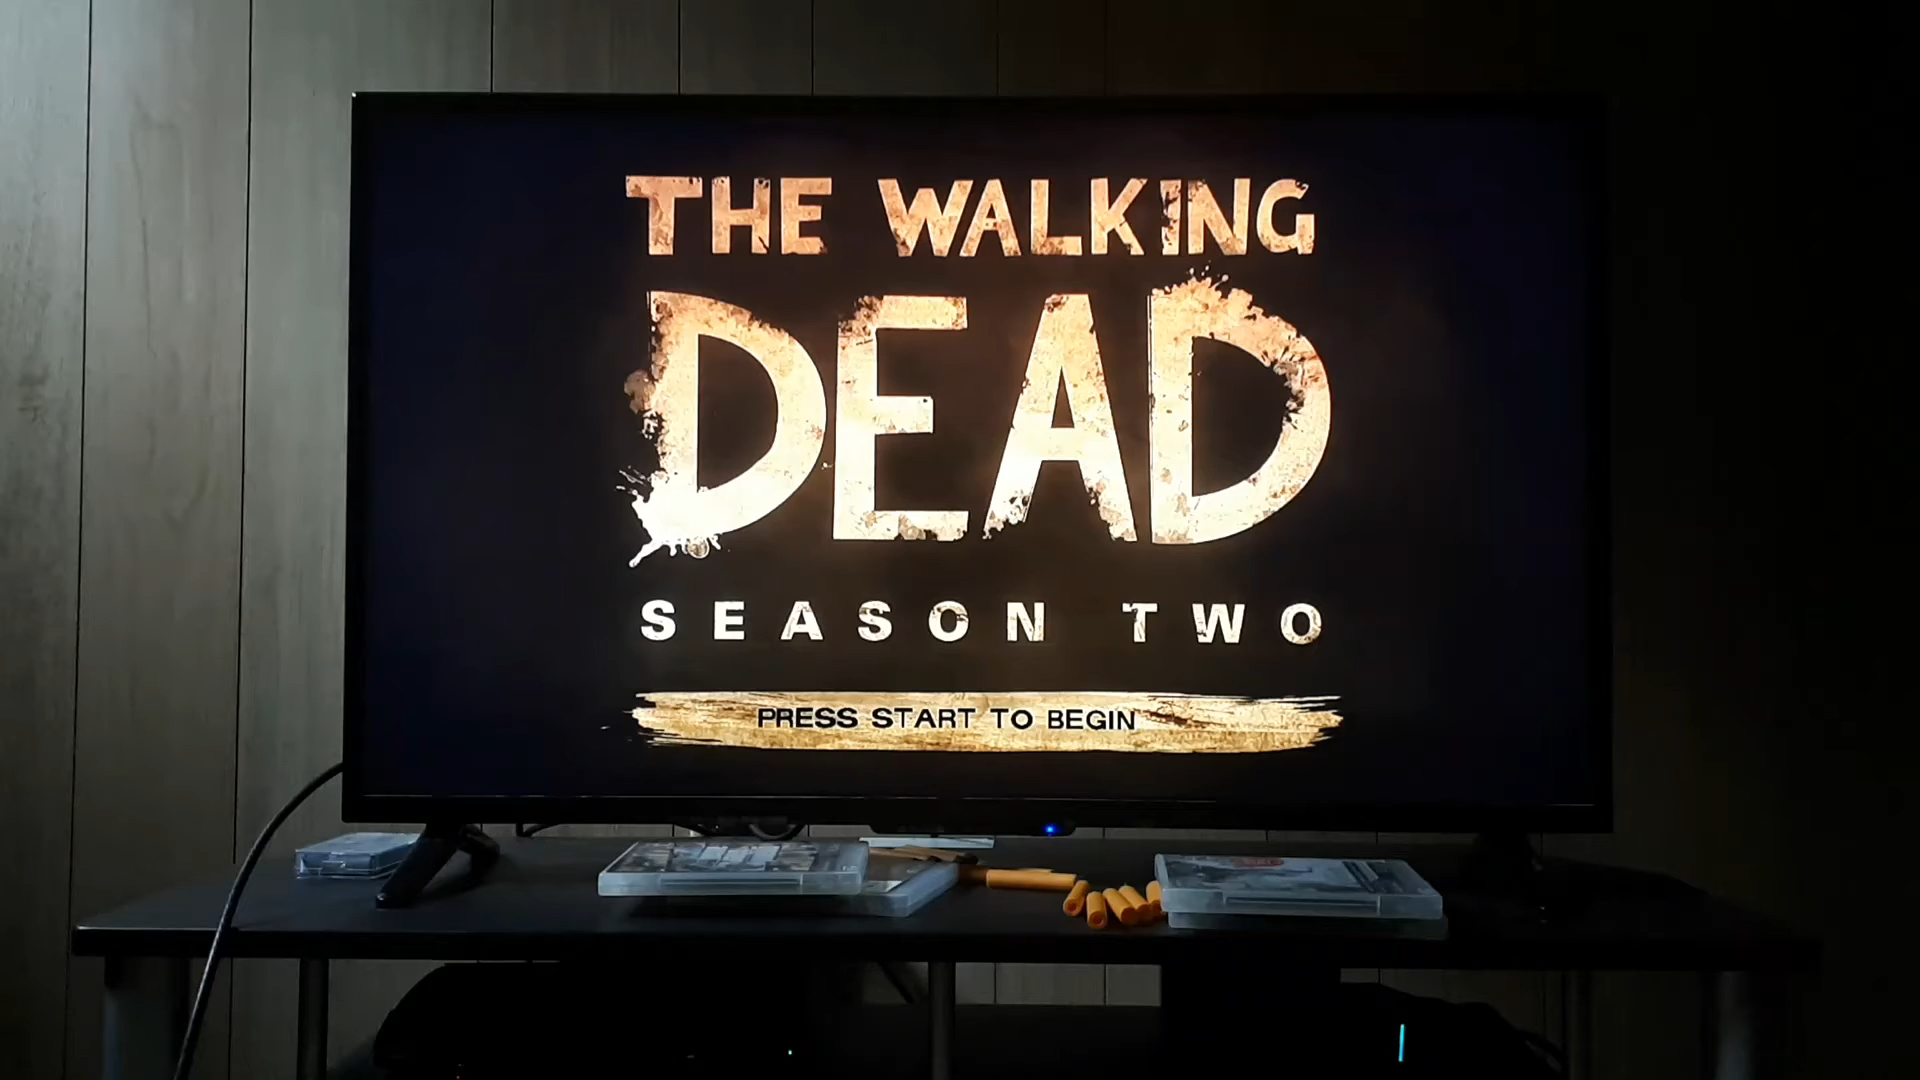 THE WALKING
DEAD
SEASON TWO
PRESS START TO BEGIN